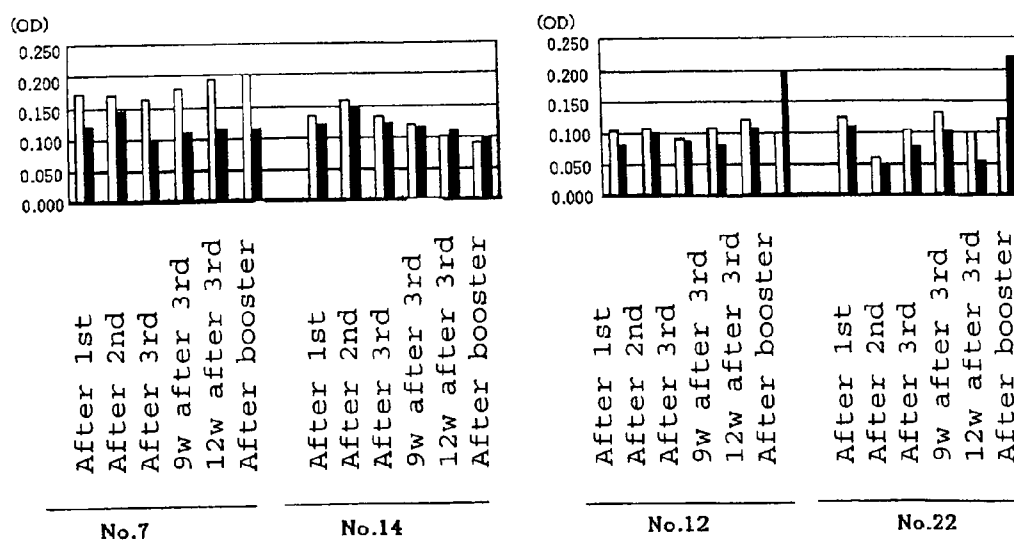 (OD)
0.250
0.200
0.150
0.100
0.050
0.000
After 1st
After 2nd
After 3rd
9w after 3rd
12w after 3rd
After booster
After 1st
After 2nd
After 3rd
9w after 3rd
12w after 3rd
After booster
No.7
No.14
(OD)
0.250
0.200
0.150
0.100
0.050
0.000
After 1st
After 2nd
After 3rd
9w after 3rd
12w after 3rd
After booster
After 1st
After 2nd
After 3rd
9w after 3rd
12w after 3rd
After booster
No.12
No.22